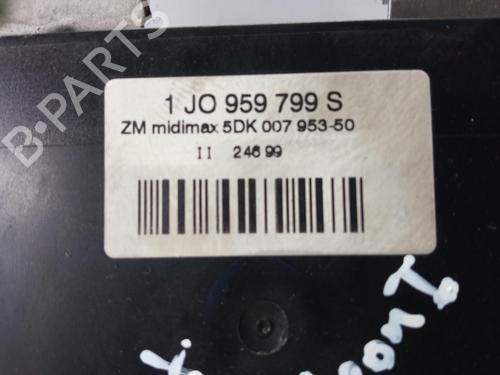 B-Parts
1 JO 959 799 S
ZM midimax 5DK 007 953-50
II 246 99